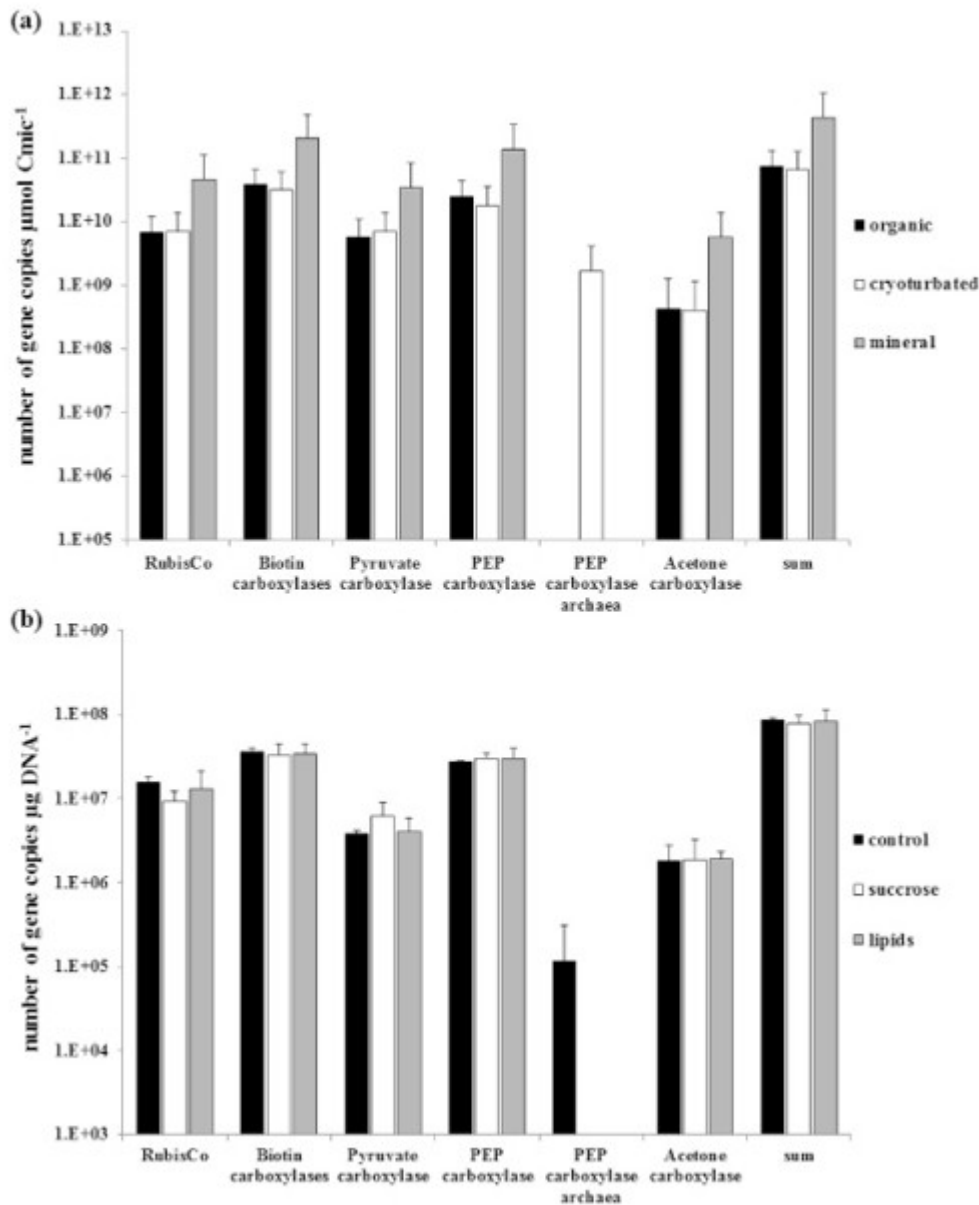 (a)
1.E+13
1.E+12
1.E+11
1.E+10
1.E+09
1.E+08
1.E+07
1.E+06
1.E+05
number of gene copies µmol Cmic-1
RubisCo
Biotin
carboxylases
Pyruvate
carboxylase
PEP
carboxylase
PEP
carboxylase
archaea
Acetone
carboxylase
sum
organic
cryoturbated
mineral
(b)
1.E+09
1.E+08
1.E+07
1.E+06
1.E+05
1.E+04
1.E+03
number of gene copies µg DNA-1
RubisCo
Biotin
carboxylases
Pyruvate
carboxylase
PEP
carboxylase
PEP
carboxylase
archaea
Acetone
carboxylase
sum
control
succrose
lipids